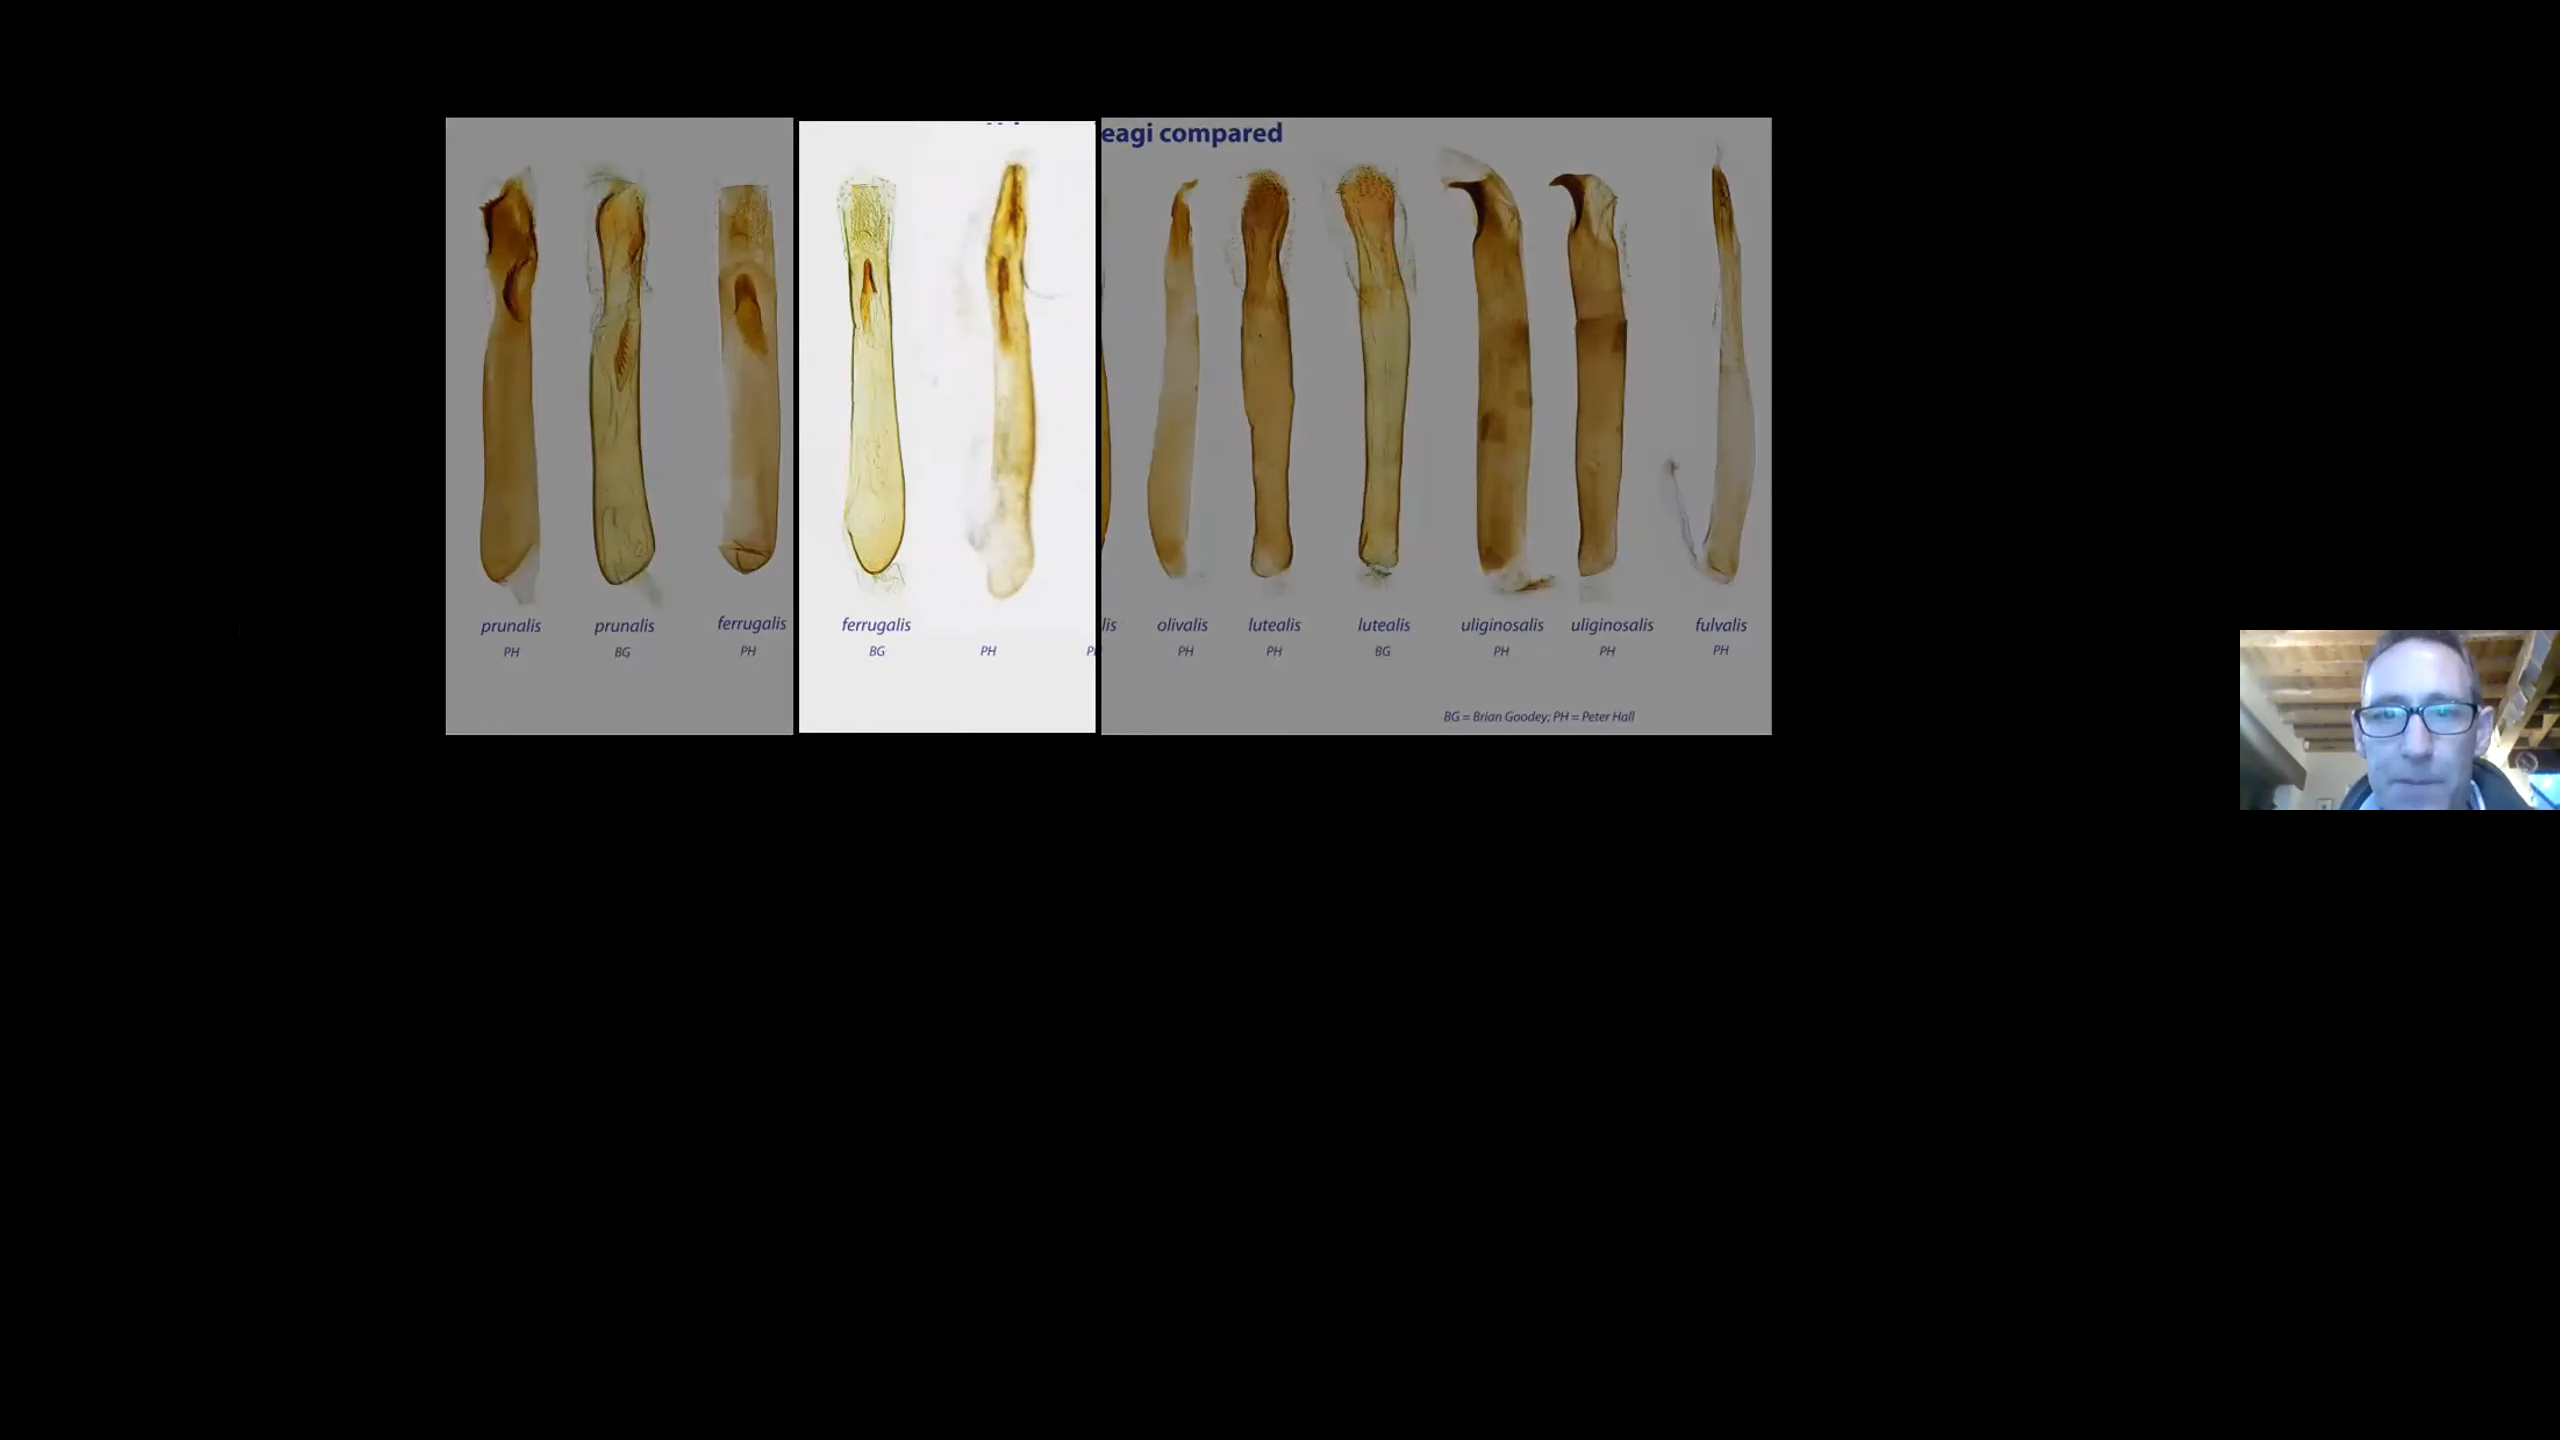 eagi compared
prunalis prunalis ferrugalis ferrugalis lis olivalis lutealis lutealis uliginosalis uliginosalis fulvalis
PH BG PH BG PH PH PH BG PH PH PH
BG = Brian Goodey; PH = Peter Hall